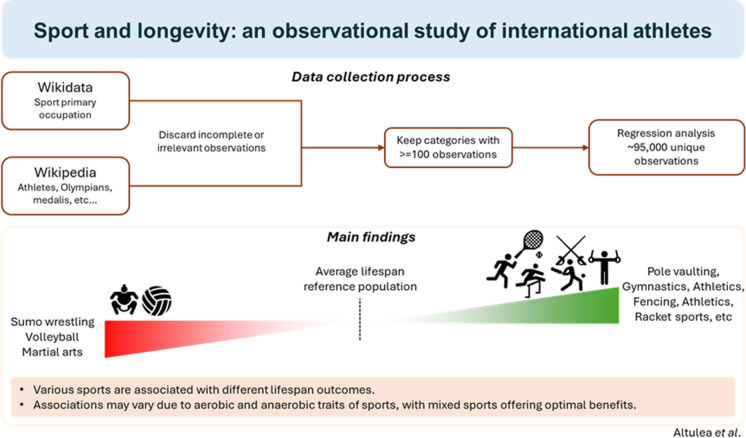 Sport and longevity: an observational study of international athletes
Data collection process
Wikidata
Sport primary
occupation
Wikipedia
Athletes, Olympians,
medalis, etc...
Discard incomplete or
irrelevant observations
Keep categories with
>=100 observations
Regression analysis
~95,000 unique
observations
Main findings
Average lifespan
reference population
Sumo wrestling
Volleyball
Martial arts
Pole vaulting,
Gymnastics, Athletics,
Fencing, Athletics,
Racket sports, etc
• Various sports are associated with different lifespan outcomes.
• Associations may vary due to aerobic and anaerobic traits of sports, with mixed sports offering optimal benefits.
Altulea et al.